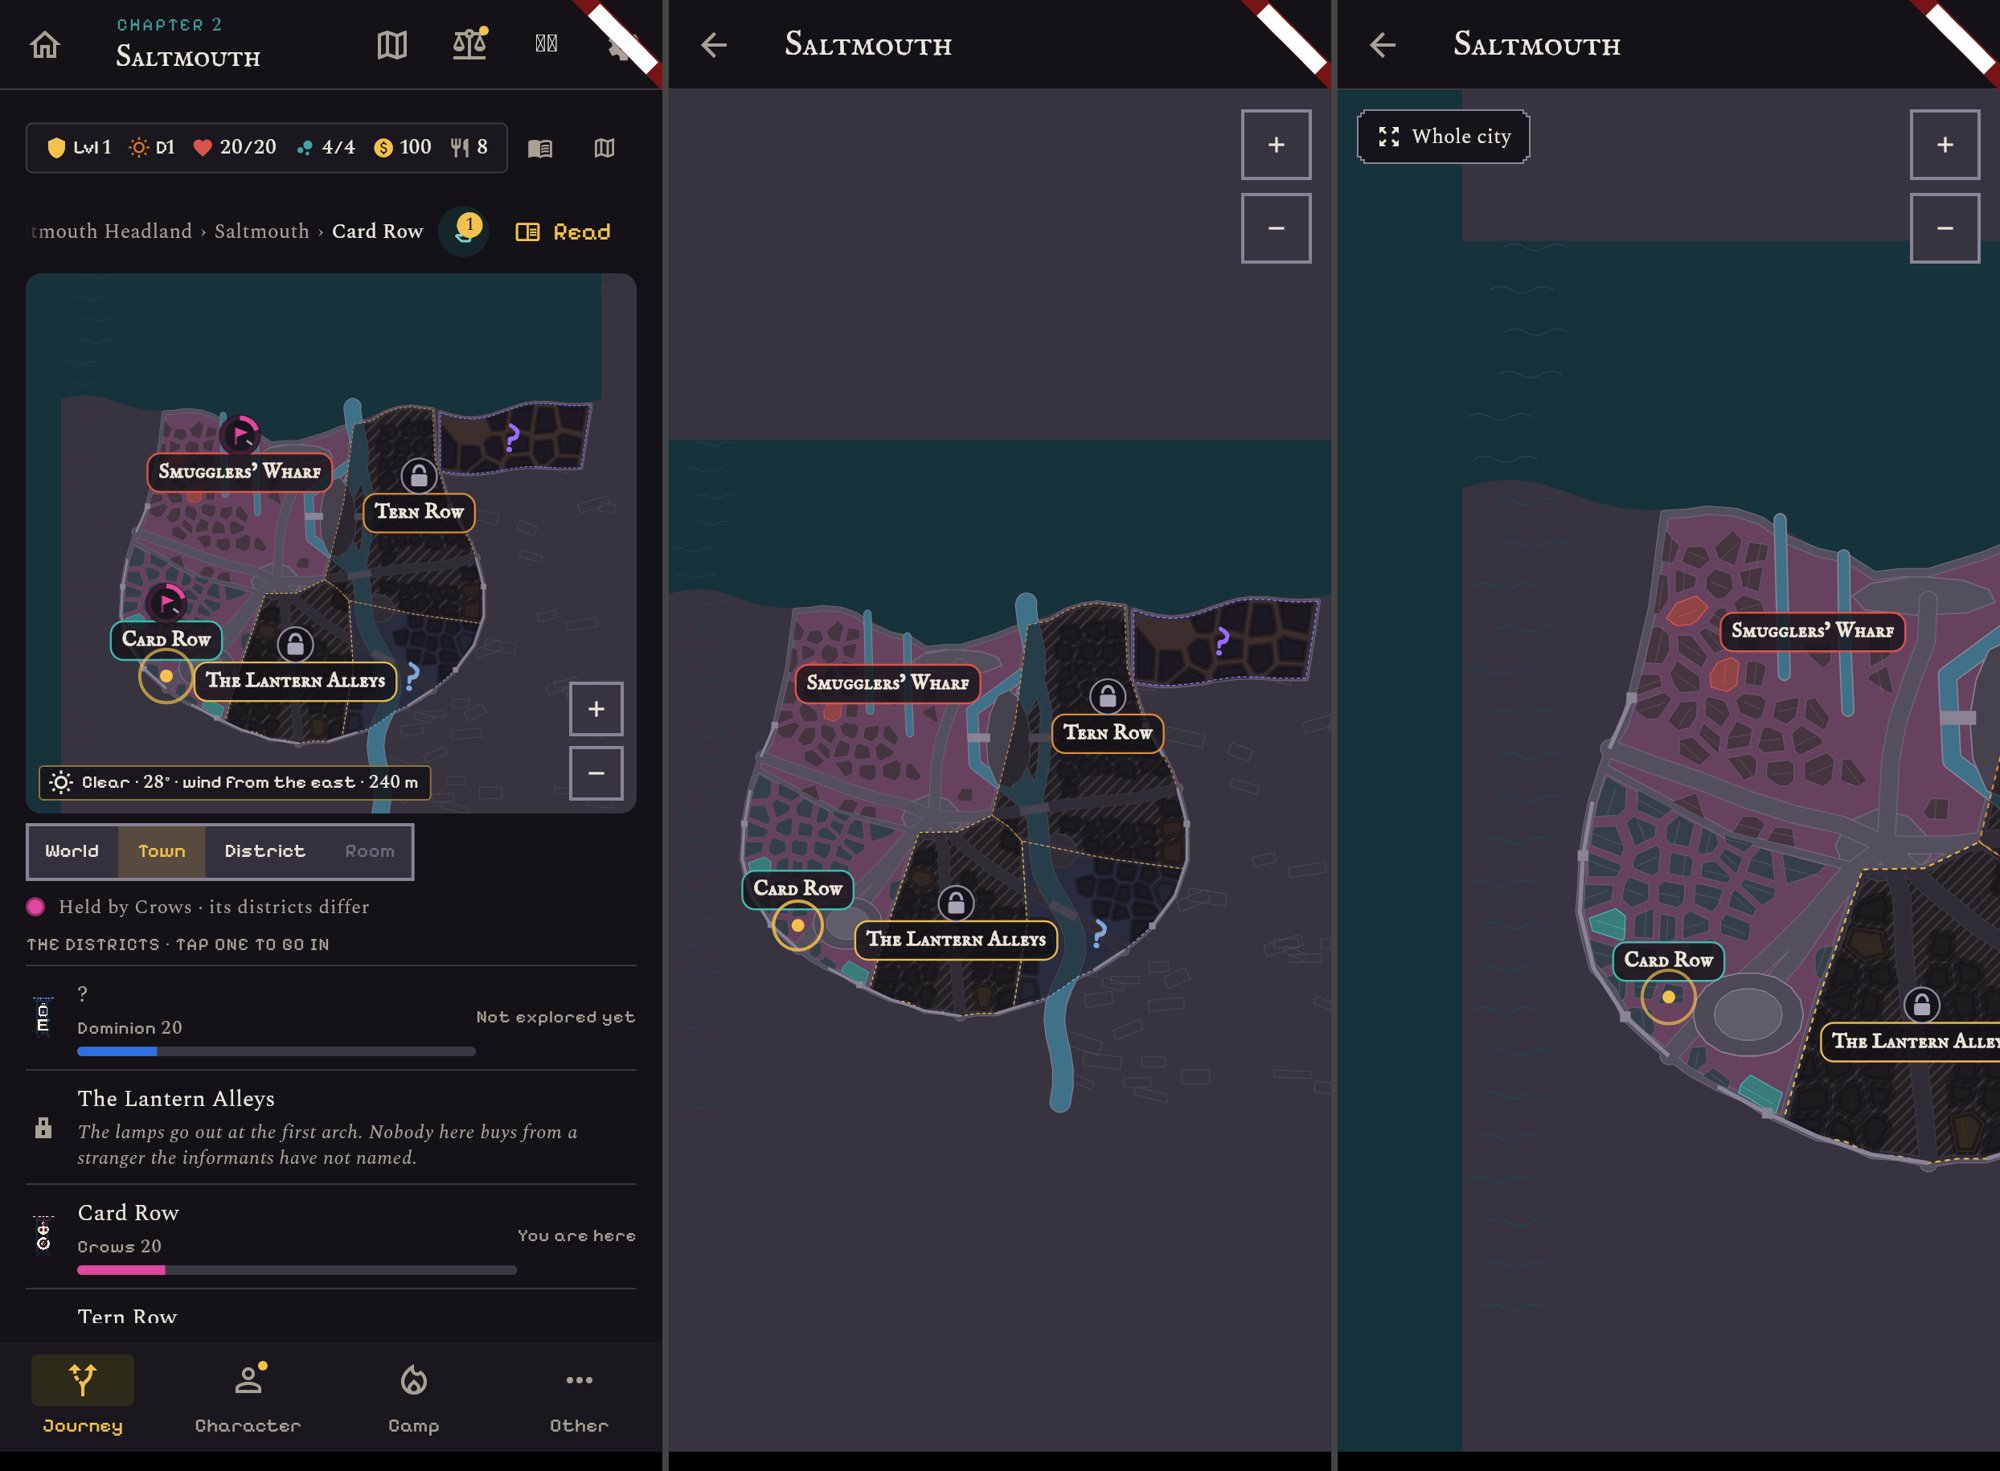 CHAPTER 2
Saltmouth
Lvl 1
D1
20/20
4/4
100
8
tmouth Headland › Saltmouth › Card Row
1
Read
Smugglers' Wharf
?
Tern Row
Card Row
The Lantern Alleys
?
+
−
Clear · 28° · wind from the east · 240 m
World
Town
District
Room
Held by Crows · its districts differ
THE DISTRICTS · TAP ONE TO GO IN
?
Dominion 20
Not explored yet
The Lantern Alleys
The lamps go out at the first arch. Nobody here buys from a
stranger the informants have not named.
Card Row
Crows 20
You are here
Tern Row
Journey
Character
Camp
Other
Saltmouth
+
−
Smugglers' Wharf
?
Tern Row
Card Row
The Lantern Alleys
?
Saltmouth
Whole city
+
−
Smugglers' Wharf
Card Row
The Lantern Alley